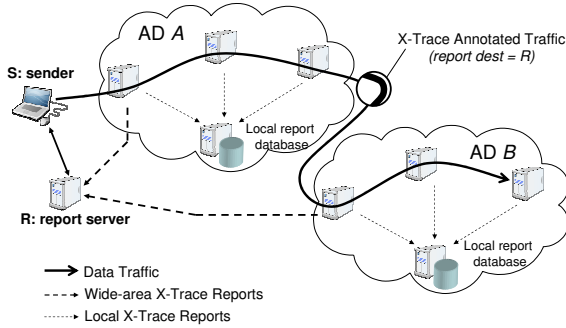 AD A
X-Trace Annotated Traffic
(report dest = R)
S: sender
Local report
database
AD B
R: report server
Local report
database
Data Traffic
Wide-area X-Trace Reports
Local X-Trace Reports